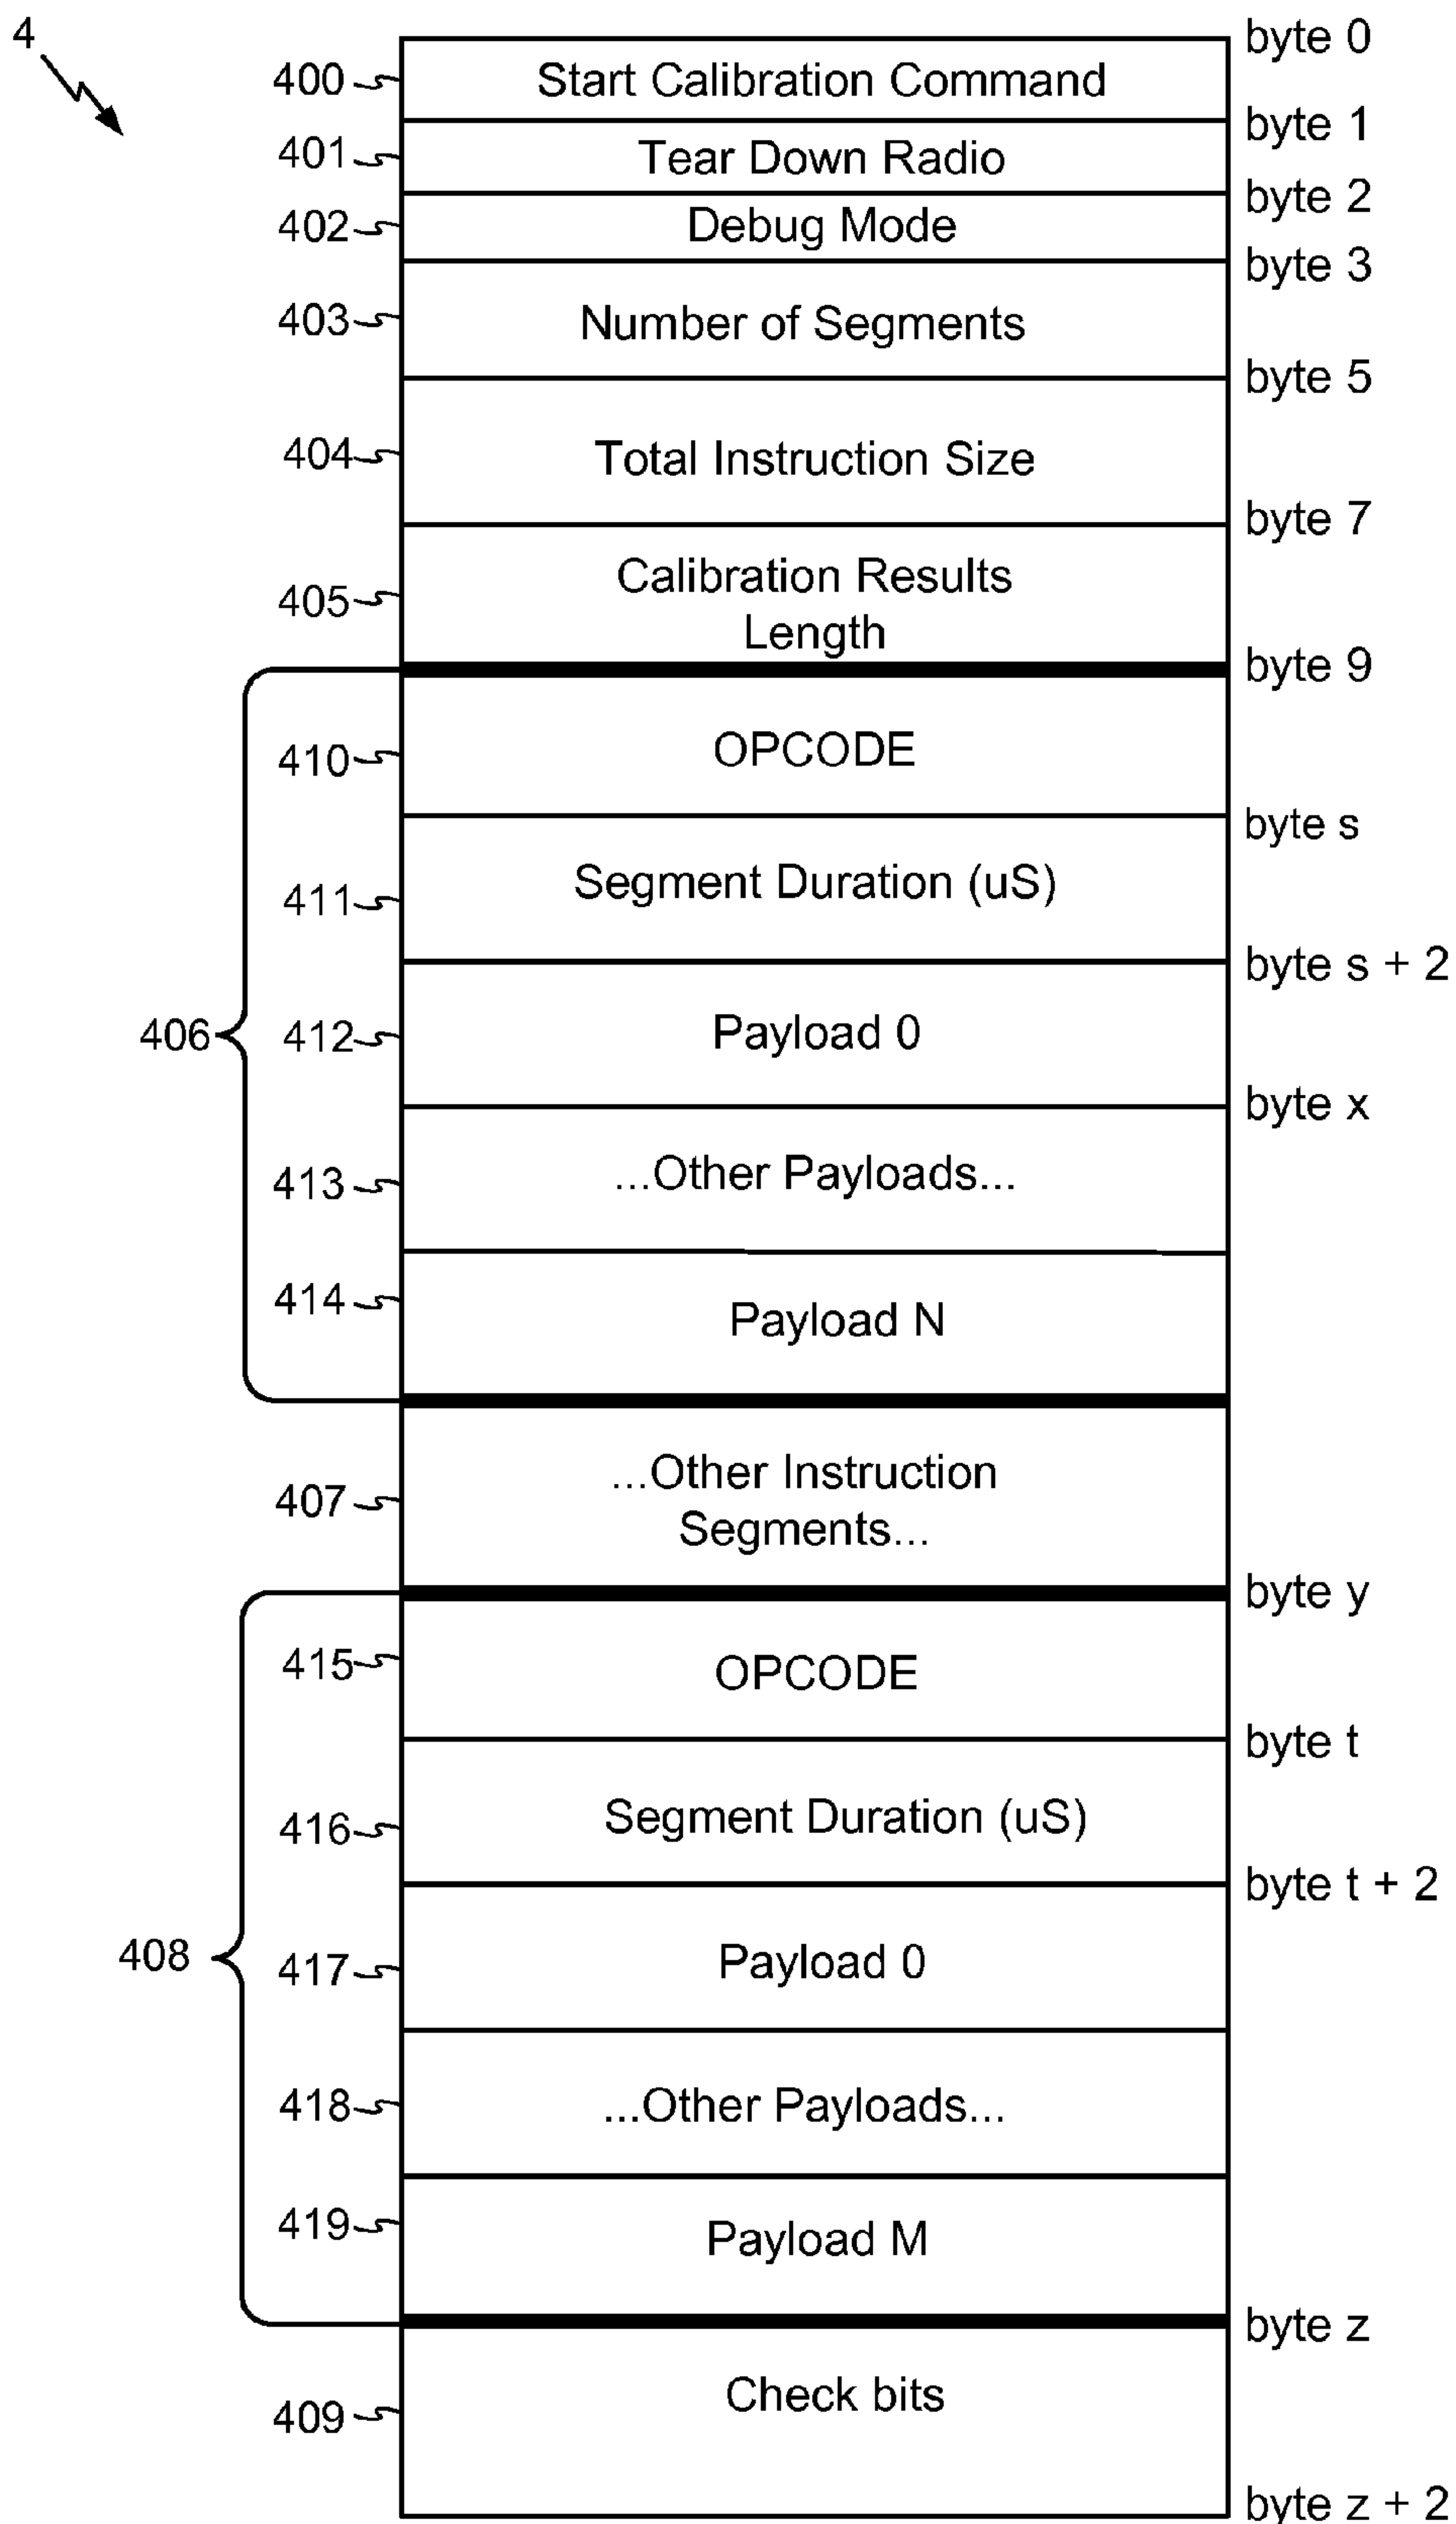 4
byte 0
400 Start Calibration Command
byte 1
401 Tear Down Radio
byte 2
402 Debug Mode
byte 3
403 Number of Segments
byte 5
404 Total Instruction Size
byte 7
405 Calibration Results
Length
byte 9
410 OPCODE
byte s
411 Segment Duration (uS)
byte s + 2
406 412 Payload 0
byte x
413 ...Other Payloads...
414 Payload N
...Other Instruction
407 Segments...
byte y
415 OPCODE
byte t
416 Segment Duration (uS)
byte t + 2
408 417 Payload 0
418 ...Other Payloads...
419 Payload M
byte z
409 Check bits
byte z + 2